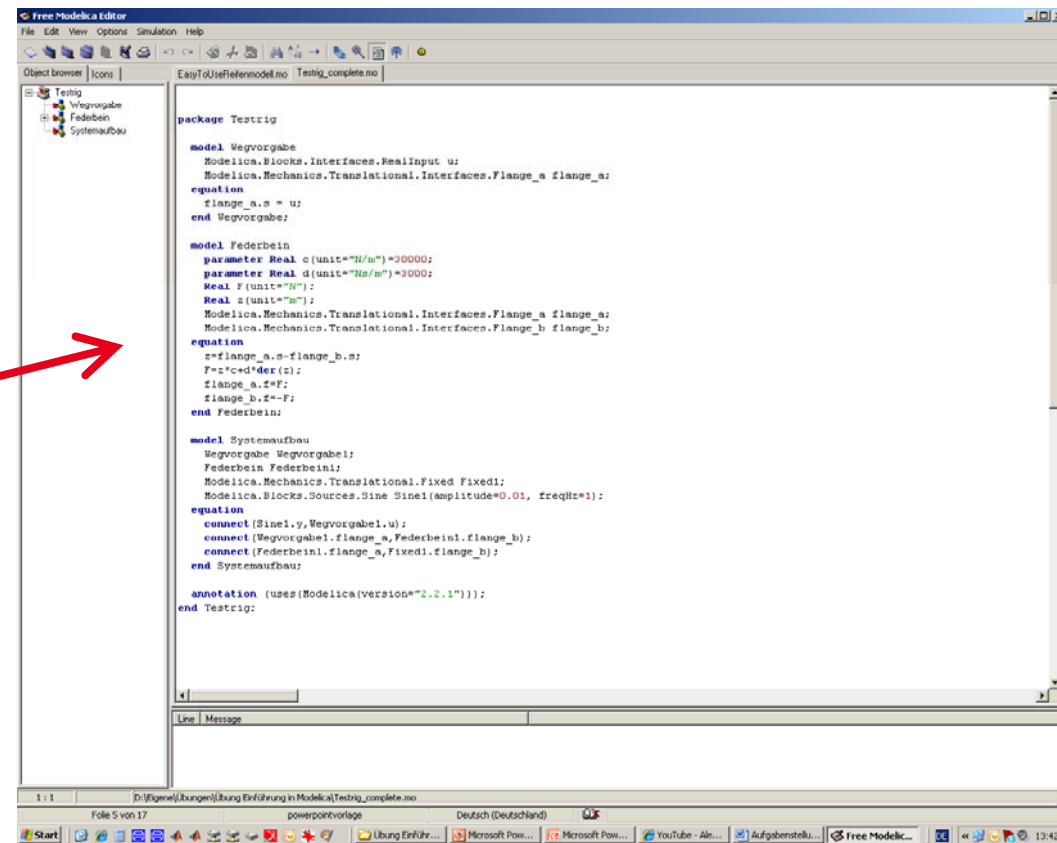 Free Modelica Editor
File Edit View Options Simulation Help
Object browser Icons
EasyToUseReifenmodell.mo Testrig_complete.mo
Testrig
Wegvorgabe
Federbein
Systemaufbau
package Testrig
model Wegvorgabe
Modelica.Blocks.Interfaces.RealInput u;
Modelica.Mechanics.Translational.Interfaces.Flange_a flange_a;
equation
flange_a.s = u;
end Wegvorgabe;
model Federbein
parameter Real c(unit="N/m")=30000;
parameter Real d(unit="Ns/m")=3000;
Real F(unit="N");
Real z(unit="m");
Modelica.Mechanics.Translational.Interfaces.Flange_a flange_a;
Modelica.Mechanics.Translational.Interfaces.Flange_b flange_b;
equation
z=flange_a.s-flange_b.s;
F=z*c+d*der(z);
flange_a.f=F;
flange_b.f=-F;
end Federbein;
model Systemaufbau
Wegvorgabe Wegvorgabe1;
Federbein Federbein1;
Modelica.Mechanics.Translational.Fixed Fixed1;
Modelica.Blocks.Sources.Sine Sine1(amplitude=0.01, freqHz=1);
equation
connect(Sine1.y,Wegvorgabe1.u);
connect(Wegvorgabe1.flange_a,Federbein1.flange_b);
connect(Federbein1.flange_a,Fixed1.flange_b);
end Systemaufbau;
annotation (uses(Modelica(version="2.2.1")));
end Testrig;
Line Message
1 : 1 D:\Eigene\Übungen\Übung Einführung in Modelica\Testrig_complete.mo
Folie 5 von 17 powerpointvorlage Deutsch (Deutschland)
Start Übung Einführ... Microsoft Pow... Microsoft Pow... YouTube - Ale... Aufgabenstellu... Free Modelic... DE 13:42